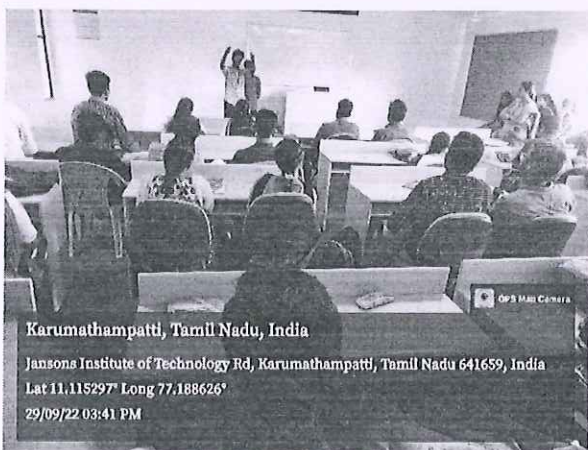 GPS Map Camera
Karumathampatti, Tamil Nadu, India
Jansons Institute of Technology Rd, Karumathampatti, Tamil Nadu 641659, India
Lat 11.115297° Long 77.188626°
29/09/22 03:41 PM